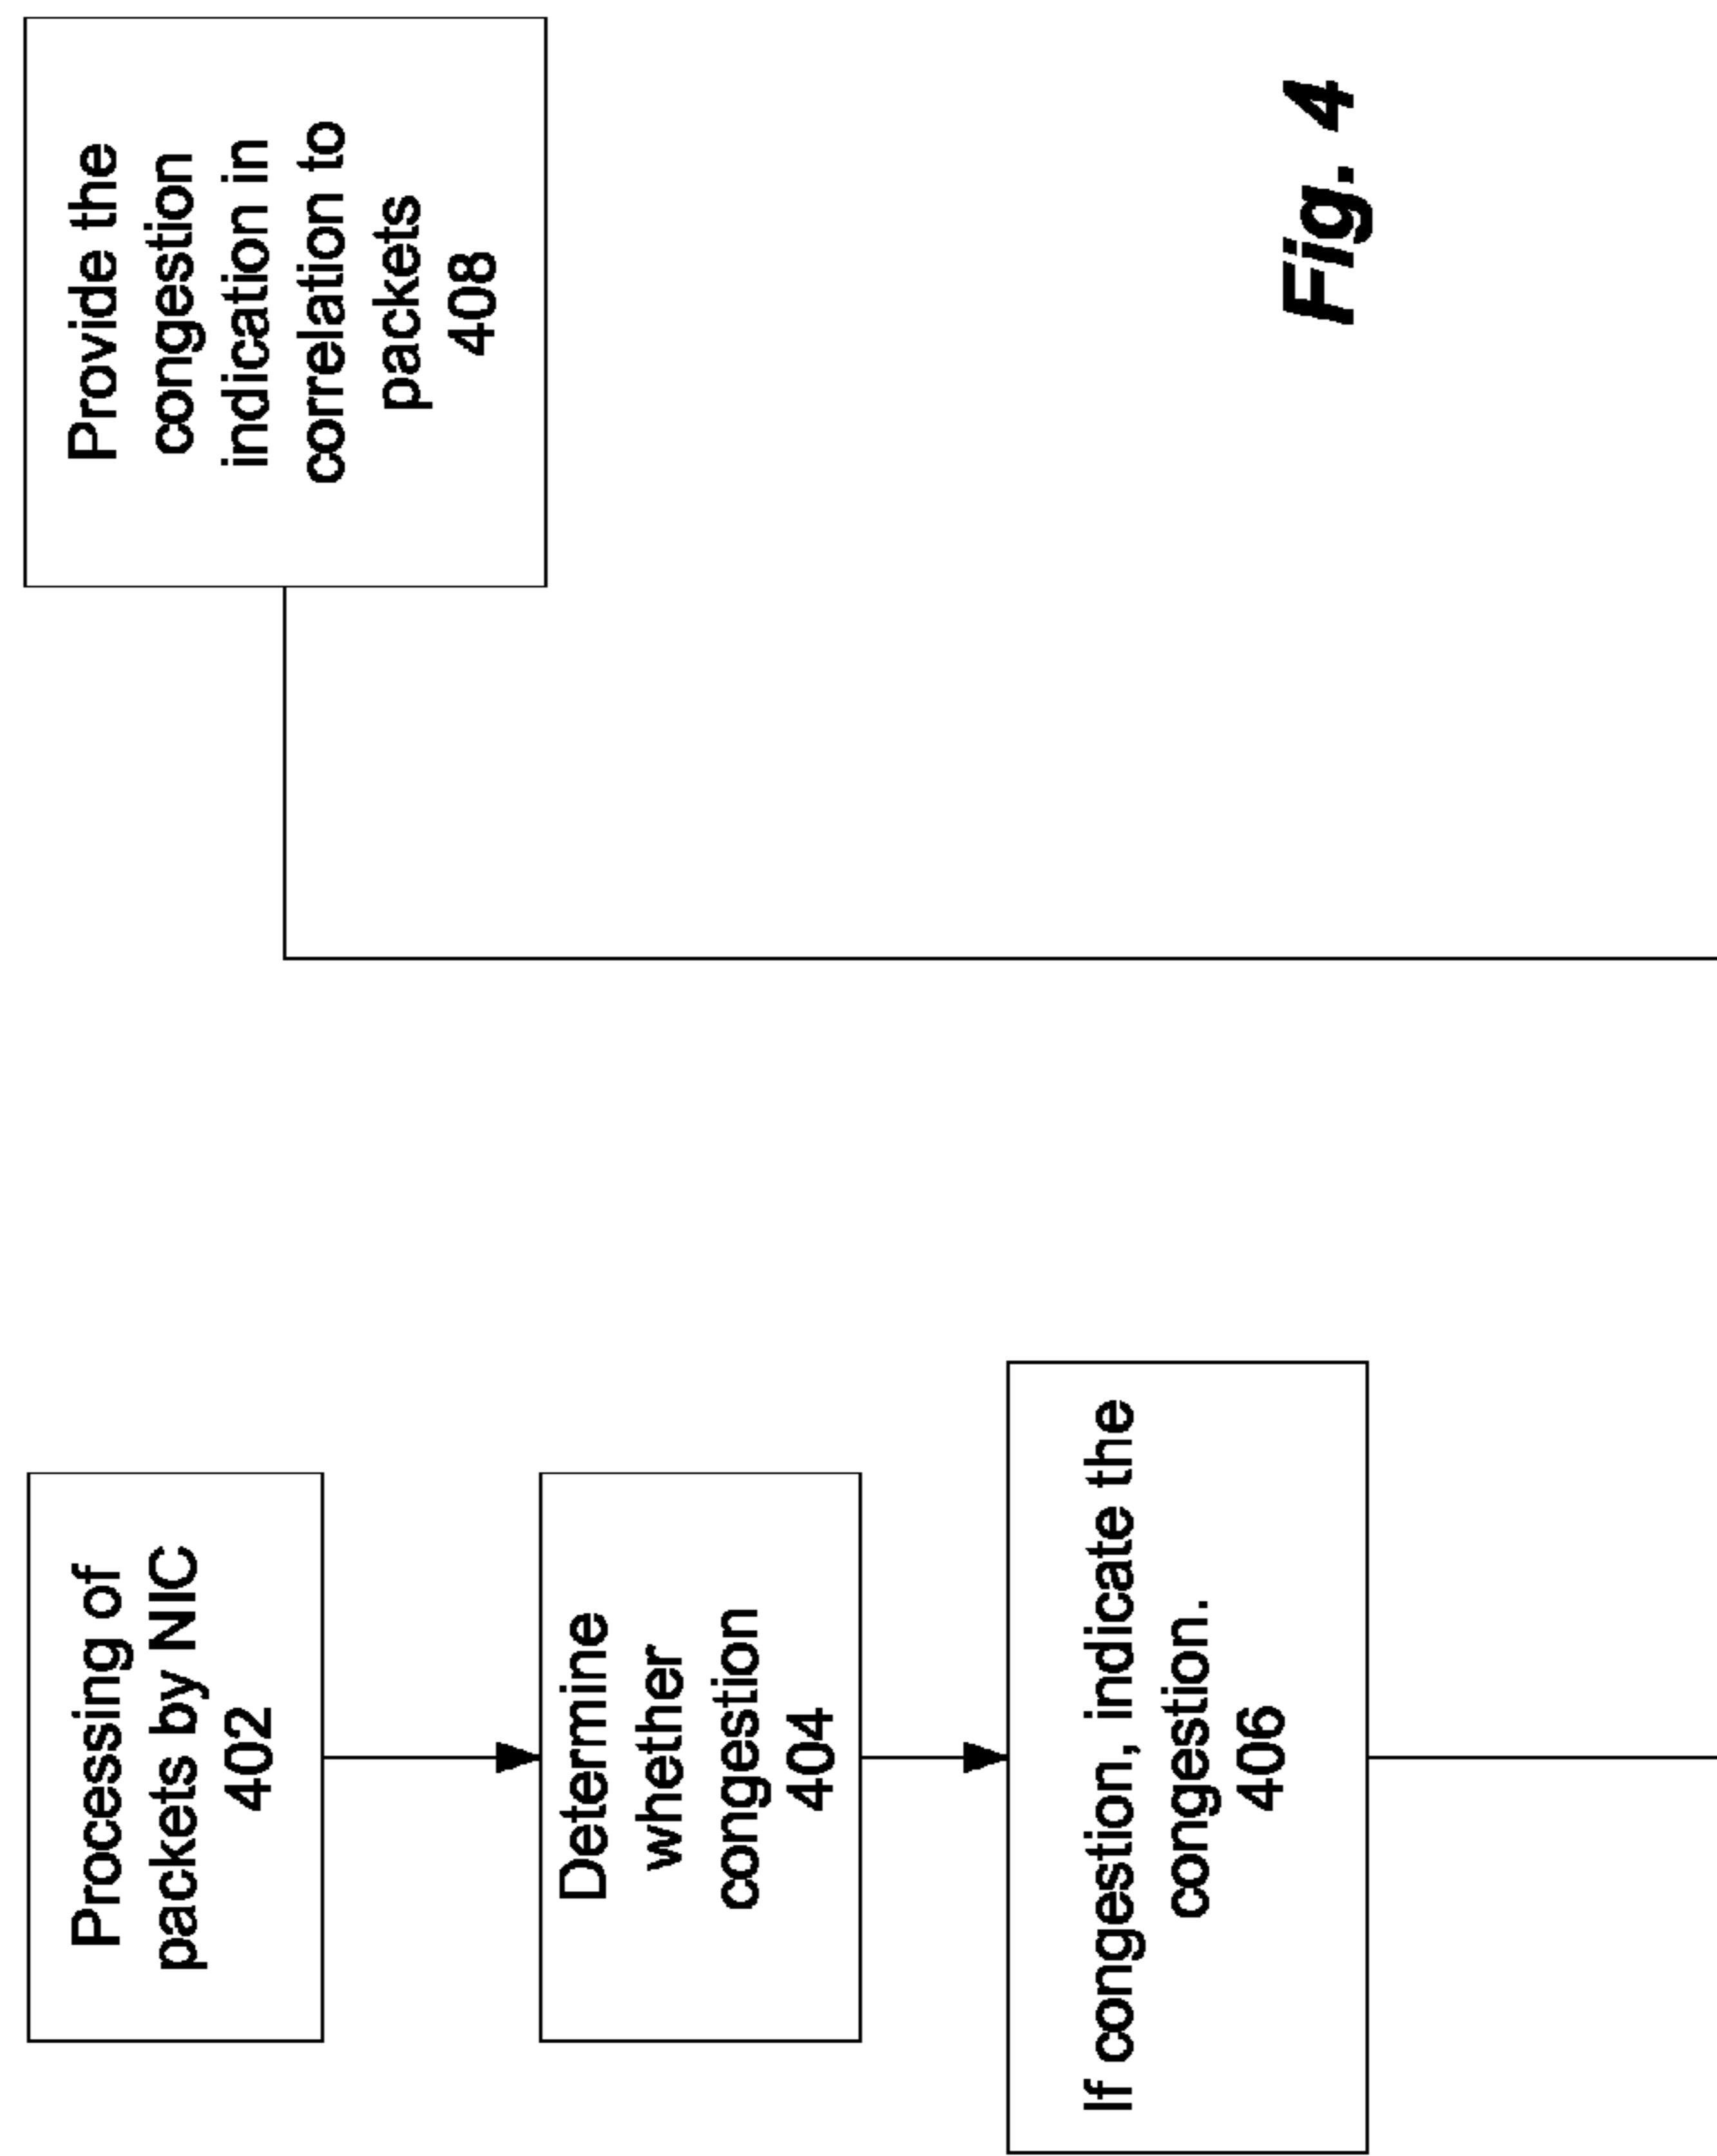 Processing of
packets by NIC
402
Determine
whether
congestion
404
If congestion, indicate the
congestion.
406
Provide the
congestion
indication in
correlation to
packets
408
Fig. 4